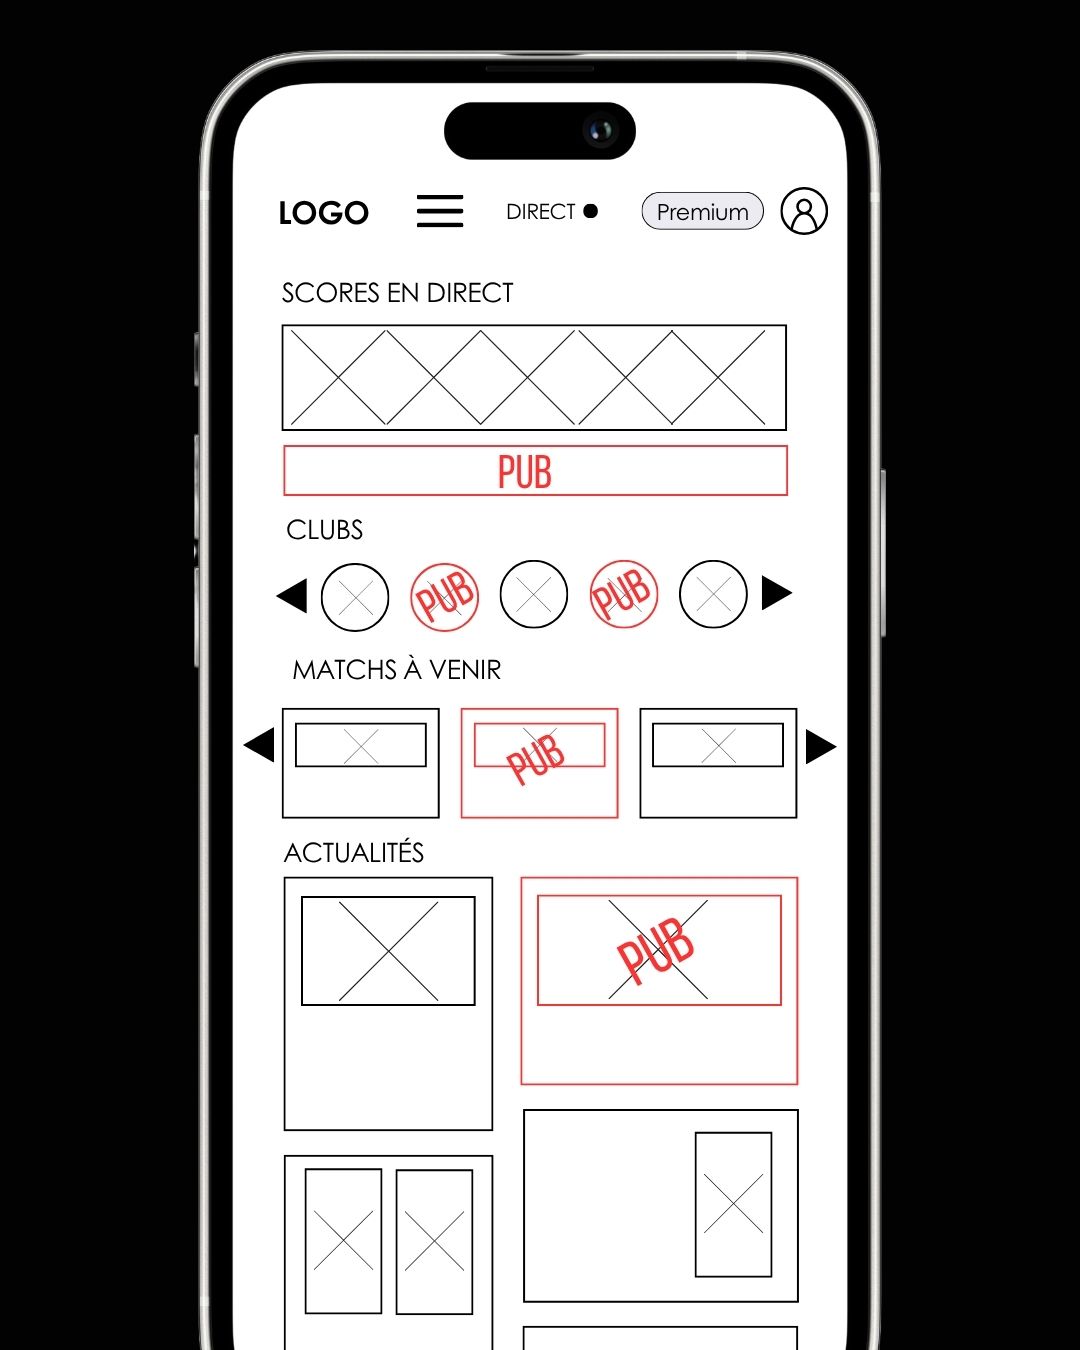 LOGO
DIRECT
Premium
SCORES EN DIRECT
PUB
CLUBS
PUB
PUB
MATCHS À VENIR
PUB
ACTUALITÉS
PUB